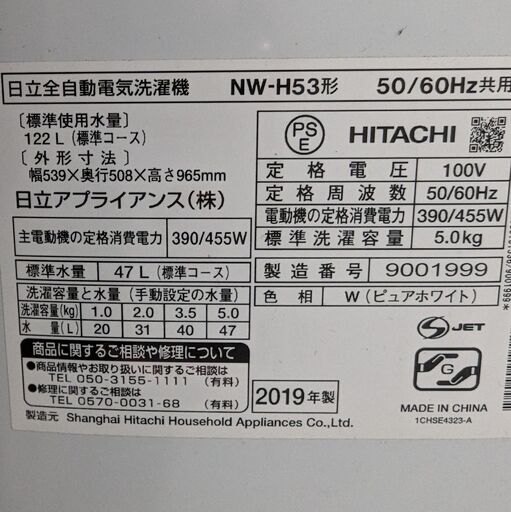 日立全自動電気洗濯機 NW-H53形 50/60Hz共用
〔標準使用水量〕
122 L (標準コース)
〔外形寸法〕
幅539×奥行508×高さ965mm
日立アプライアンス(株)
主電動機の定格消費電力 390/455W
標準水量 47 L (標準コース)
洗濯容量と水量 (手動設定の水量)
洗濯容量(kg) 1.0 2.0 3.5 5.0
水量(L) 20 31 40 47
商品に関するご相談や修理について
●商品情報やお取り扱いに関するご相談は
TEL 050-3155-1111 (有料)
●修理に関するご相談は
TEL 0570-0031-68 (有料)
製造元 Shanghai Hitachi Household Appliances Co.,Ltd.
PS
E
HITACHI
定格電圧 100V
定格周波数 50/60Hz
電動機の定格消費電力 390/455W
標準洗濯容量 5.0kg
製造番号 9001999
色相 W (ピュアホワイト)
S JET
G
2019年製
MADE IN CHINA
1CHSE4323-A